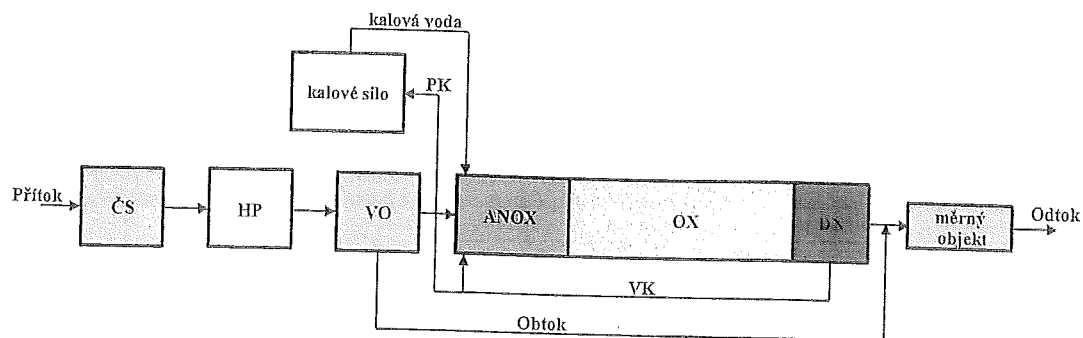 kalová voda
PK
kalové silo
Přítok
ČS
HP
VO
ANOX
OX
DN
měrný
objekt
Odtok
VK
Obtok